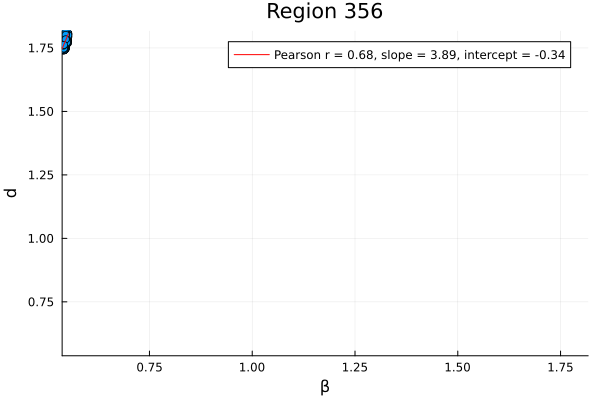 Region 356
Pearson r = 0.68, slope = 3.89, intercept = -0.34
d
1.75
1.50
1.25
1.00
0.75
0.75 1.00 1.25 1.50 1.75
β